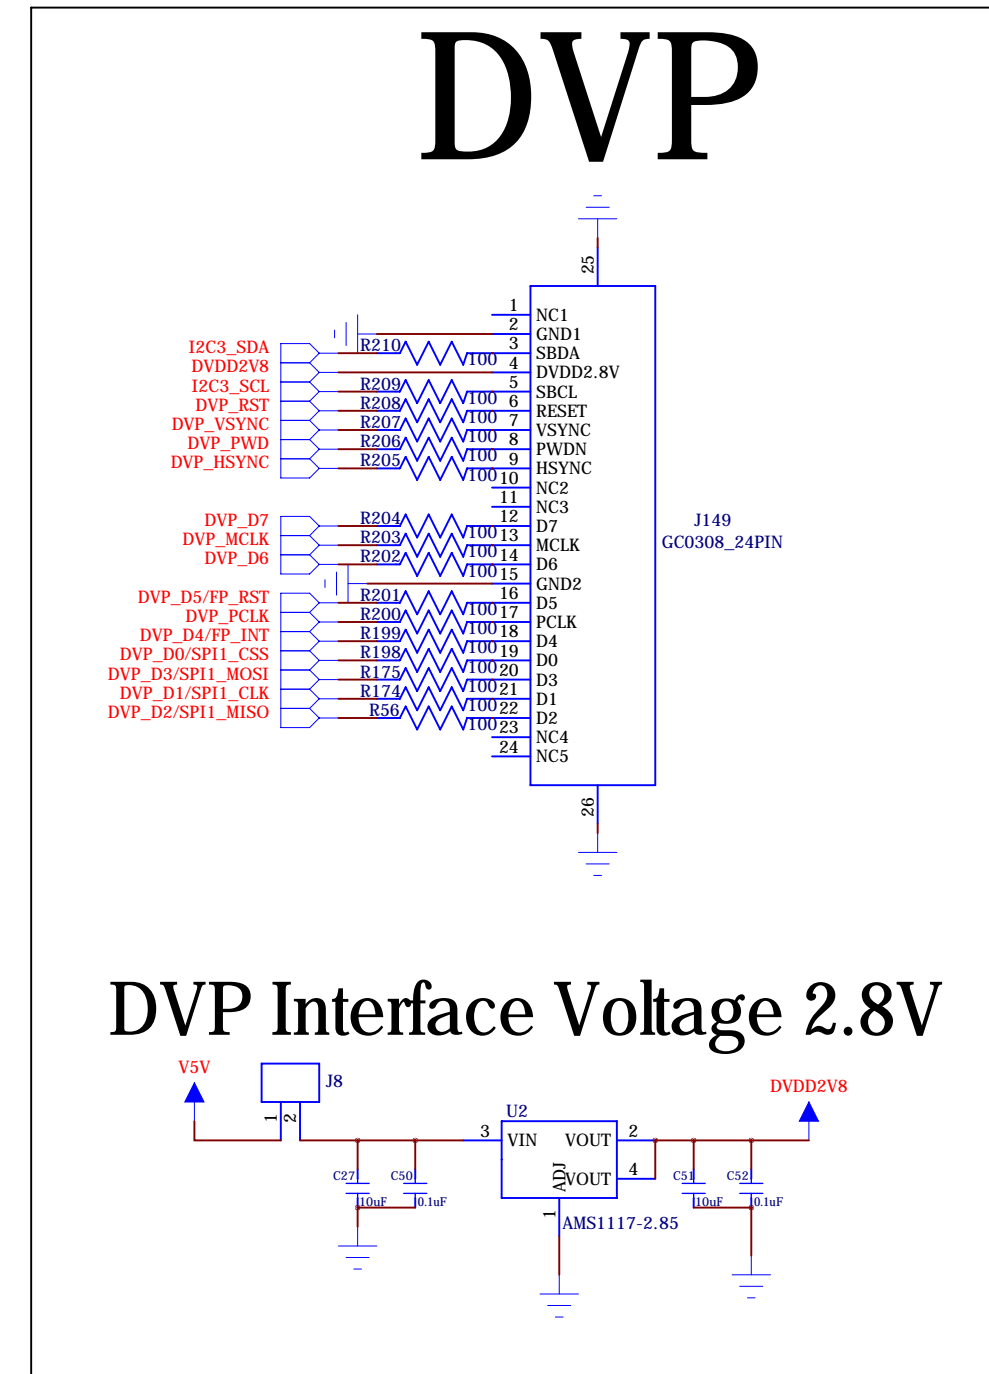 DVP
25
1 NC1
2 GND1
I2C3_SDA R210 100 3 SBDA
DVDD2V8 4 DVDD2.8V
I2C3_SCL R209 100 5 SBCL
DVP_RST R208 100 6 RESET
DVP_VSYNC R207 100 7 VSYNC
DVP_PWD R206 100 8 PWDN
DVP_HSYNC R205 100 9 HSYNC
10 NC2
11 NC3
DVP_D7 R204 100 12 D7
J149
DVP_MCLK R203 100 13 MCLK
GC0308_24PIN
DVP_D6 R202 100 14 D6
15 GND2
DVP_D5/FP_RST R201 100 16 D5
DVP_PCLK R200 100 17 PCLK
DVP_D4/FP_INT R199 100 18 D4
DVP_D0/SPI1_CSS R198 100 19 D0
DVP_D3/SPI1_MOSI R175 100 20 D3
DVP_D1/SPI1_CLK R174 100 21 D1
DVP_D2/SPI1_MISO R56 100 22 D2
23 NC4
24 NC5
26
DVP Interface Voltage 2.8V
V5V
J8
DVDD2V8
1 2
U2
3 VIN VOUT 2
C27 C50 ADJ VOUT 4 C51 C52
10uF 0.1uF 10uF 0.1uF
1 AMS1117-2.85